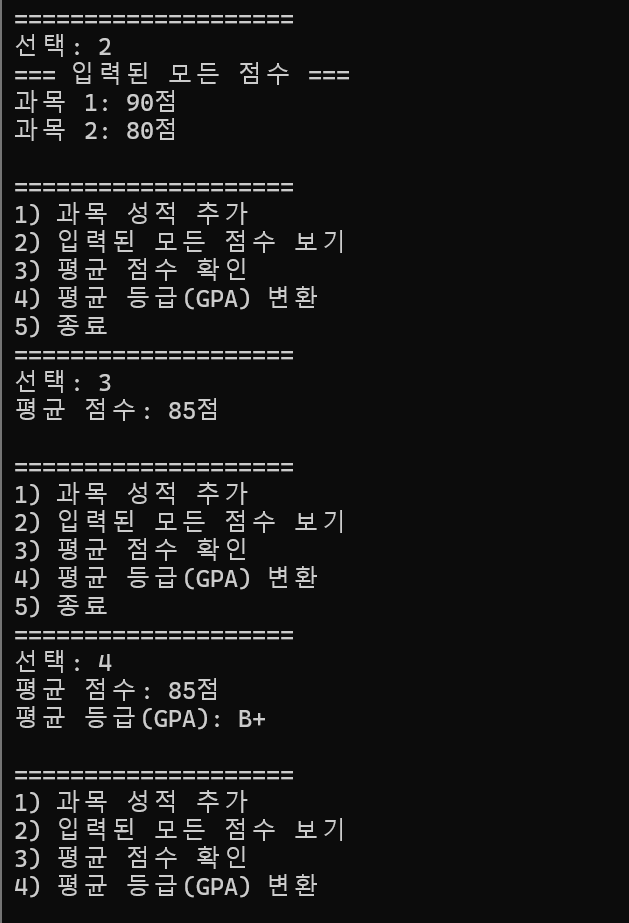 ====================
선택: 2
=== 입력된 모든 점수 ===
과목 1: 90점
과목 2: 80점
====================
1) 과목 성적 추가
2) 입력된 모든 점수 보기
3) 평균 점수 확인
4) 평균 등급(GPA) 변환
5) 종료
====================
선택: 3
평균 점수: 85점
====================
1) 과목 성적 추가
2) 입력된 모든 점수 보기
3) 평균 점수 확인
4) 평균 등급(GPA) 변환
5) 종료
====================
선택: 4
평균 점수: 85점
평균 등급(GPA): B+
====================
1) 과목 성적 추가
2) 입력된 모든 점수 보기
3) 평균 점수 확인
4) 평균 등급(GPA) 변환